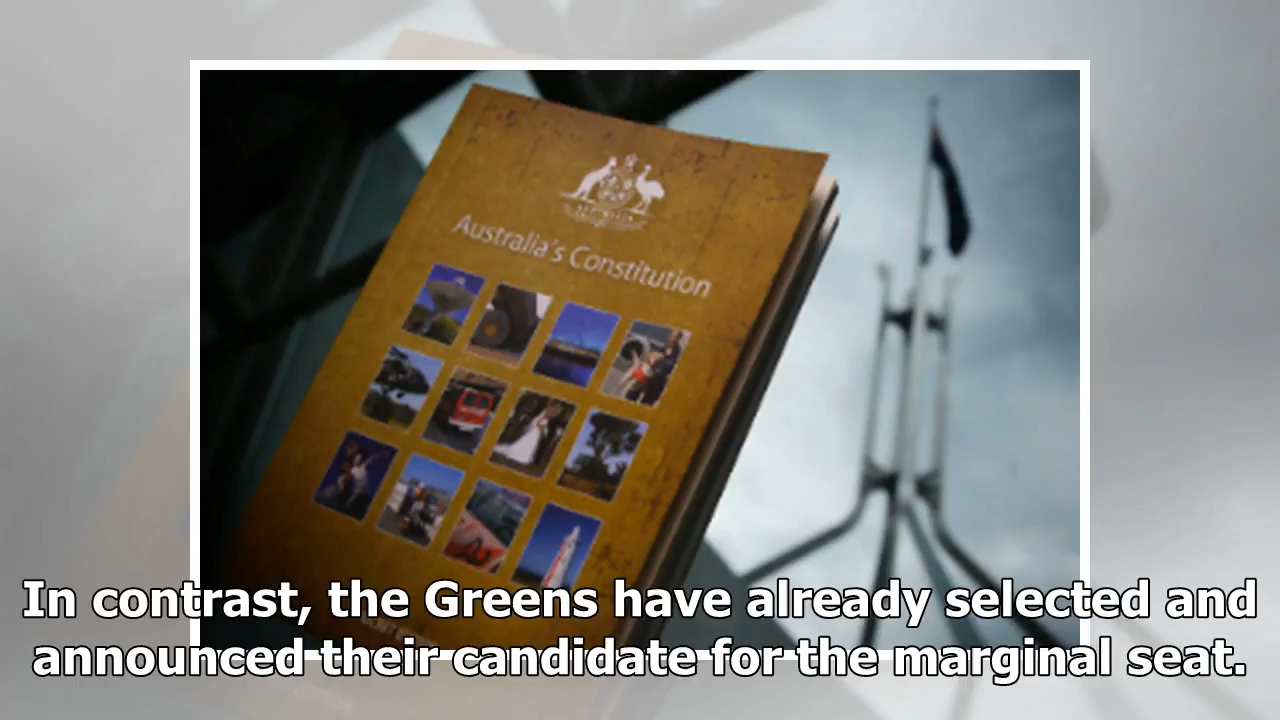 Australia's Constitution
In contrast, the Greens have already selected and
announced their candidate for the marginal seat.